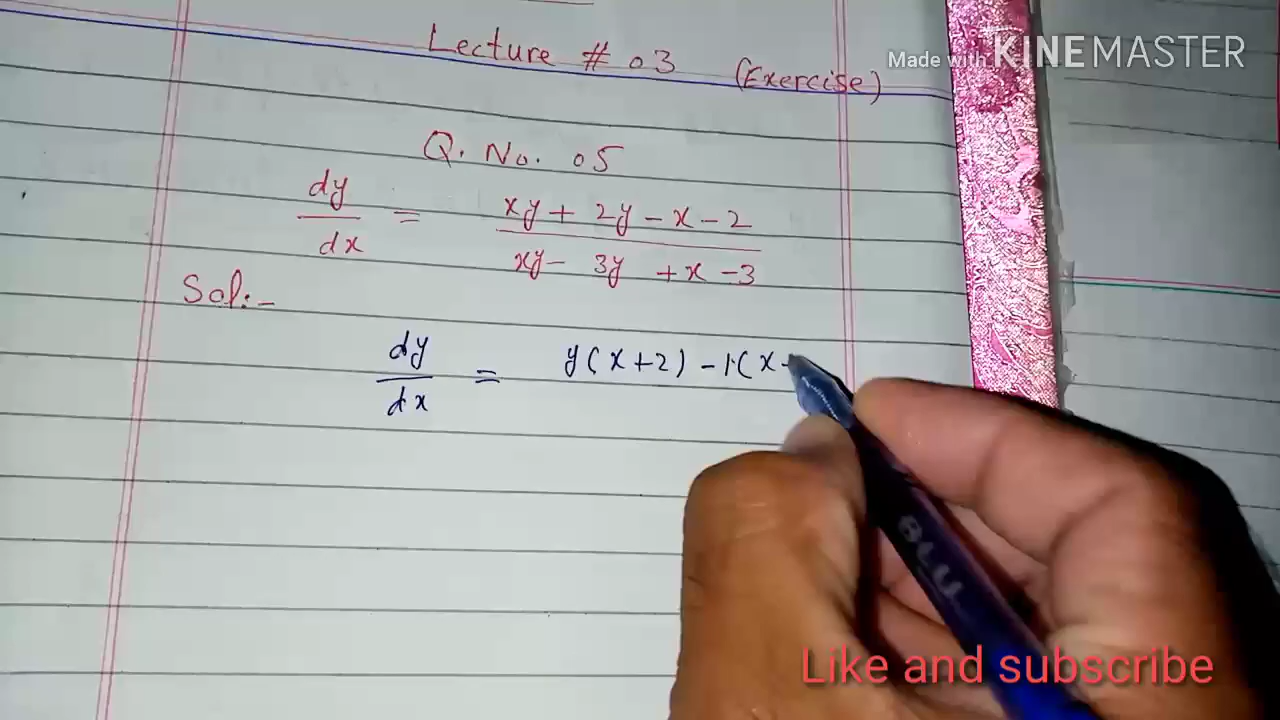 Lecture # 03 (Exercise)
Made with KINEMASTER
Q. No. 05
dy/dx = xy + 2y - x - 2 / xy - 3y + x - 3
Sol:-
dy/dx = y(x+2) - 1(x
BLU
Like and subscribe